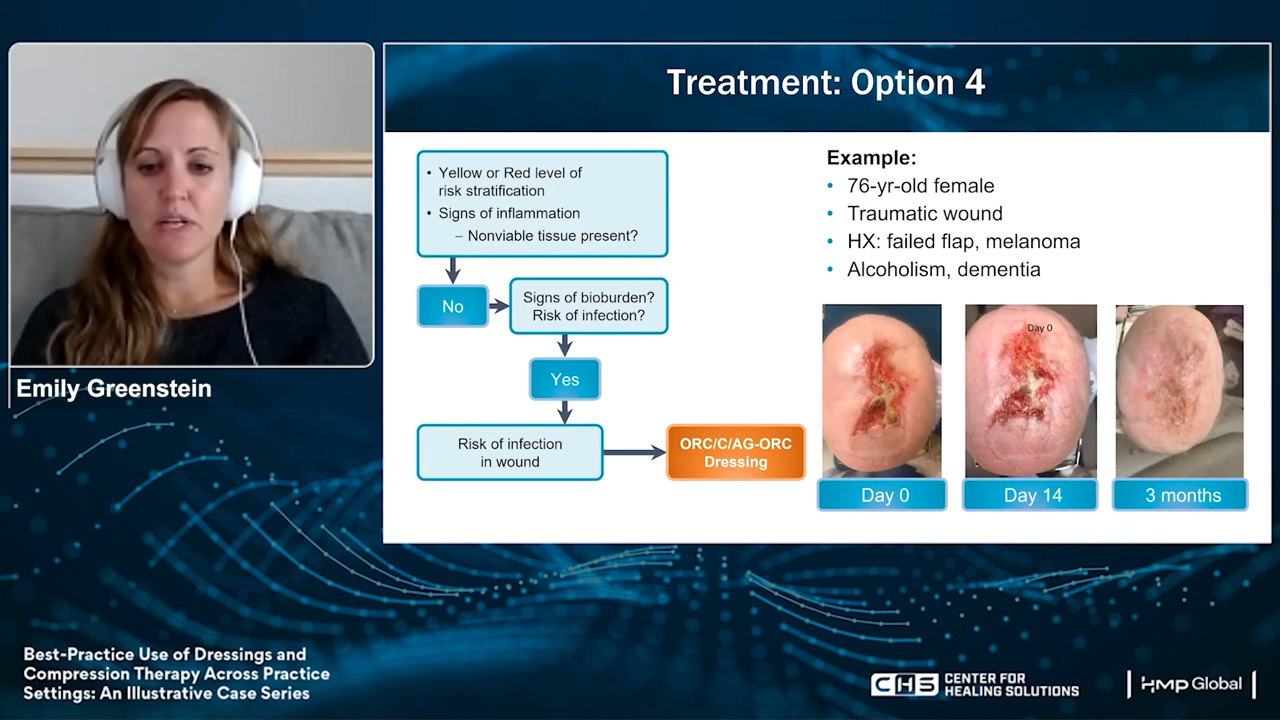 Treatment: Option 4
• Yellow or Red level of
risk stratification
• Signs of inflammation
– Nonviable tissue present?
No
Signs of bioburden?
Risk of infection?
Yes
Risk of infection
in wound
ORC/C/AG-ORC
Dressing
Example:
• 76-yr-old female
• Traumatic wound
• HX: failed flap, melanoma
• Alcoholism, dementia
Day 0
Day 0
Day 14
3 months
Emily Greenstein
Best-Practice Use of Dressings and
Compression Therapy Across Practice
Settings: An Illustrative Case Series
CHS CENTER FOR
HEALING SOLUTIONS
HMP Global